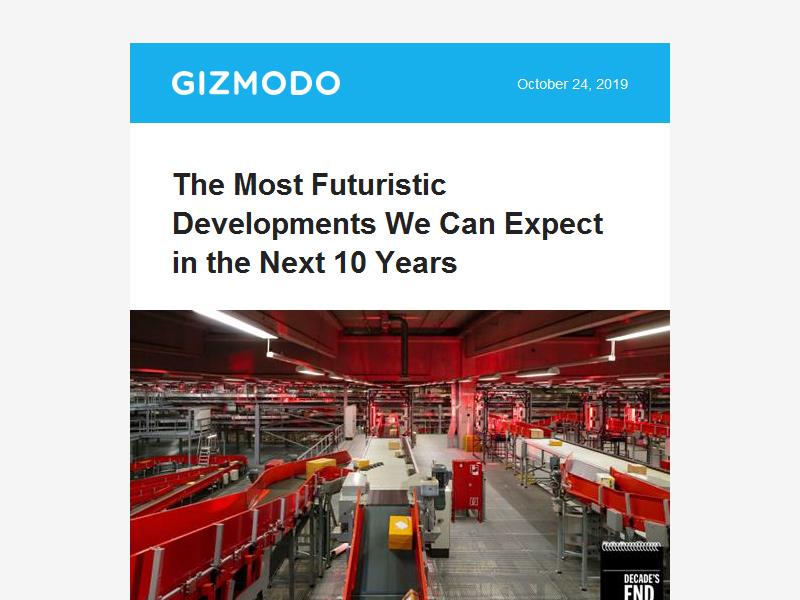 GIZMODO
October 24, 2019
The Most Futuristic
Developments We Can Expect
in the Next 10 Years
DECADE'S
END